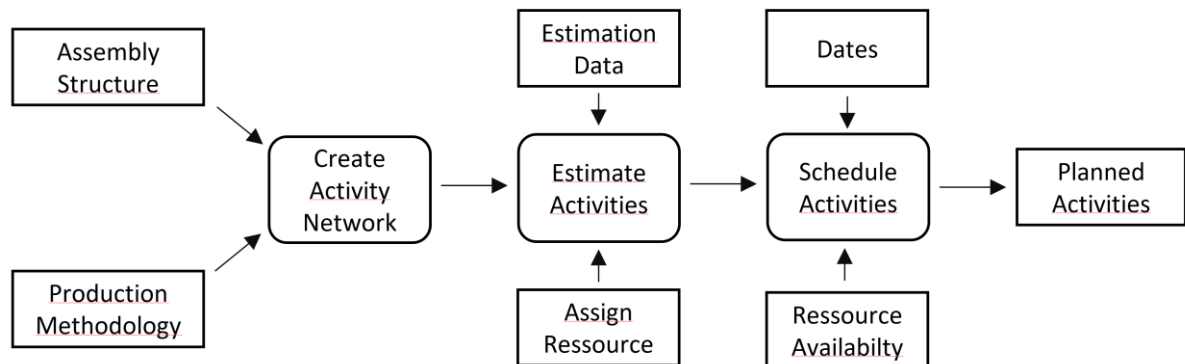 Assembly
Structure
Estimation
Data
Dates
Create
Activity
Network
Estimate
Activities
Schedule
Activities
Planned
Activities
Production
Methodology
Assign
Ressource
Ressource
Availabilty